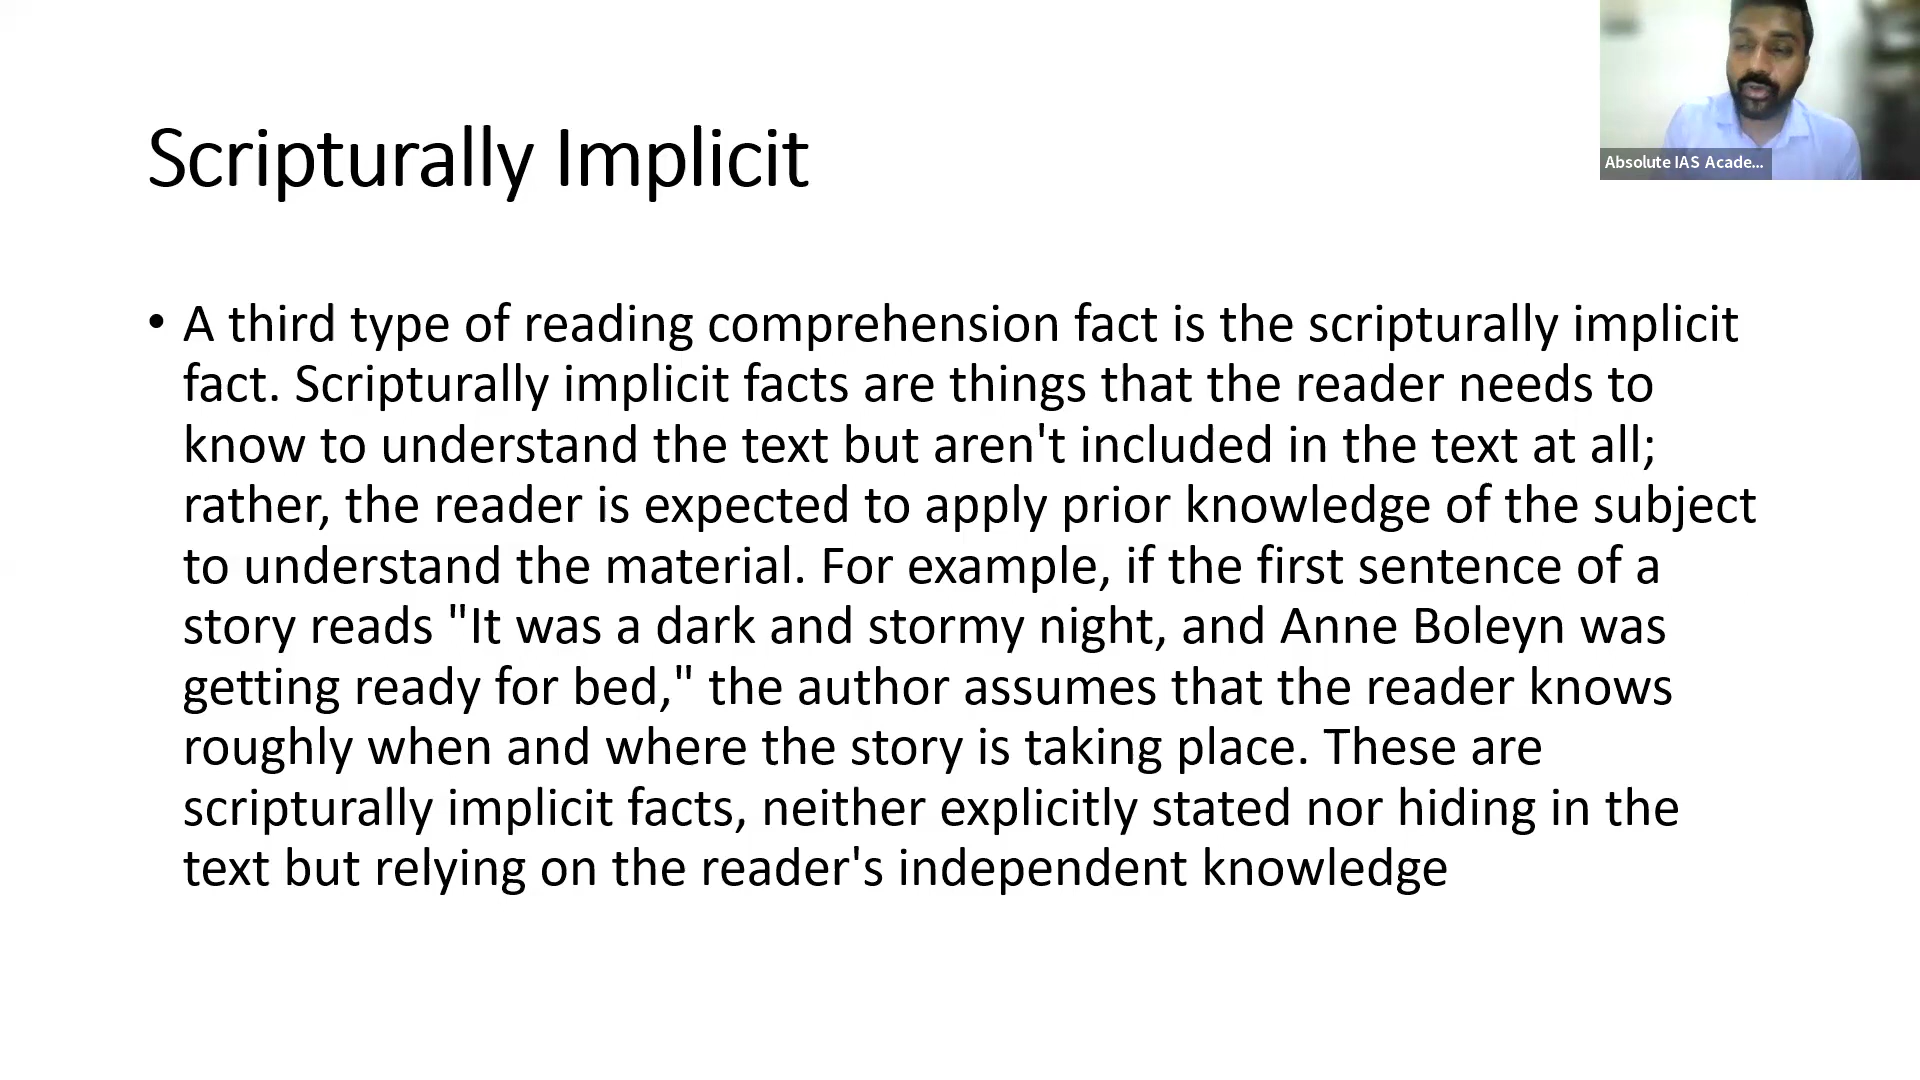 Absolute IAS Acade...
Scripturally Implicit
• A third type of reading comprehension fact is the scripturally implicit
fact. Scripturally implicit facts are things that the reader needs to
know to understand the text but aren't included in the text at all;
rather, the reader is expected to apply prior knowledge of the subject
to understand the material. For example, if the first sentence of a
story reads "It was a dark and stormy night, and Anne Boleyn was
getting ready for bed," the author assumes that the reader knows
roughly when and where the story is taking place. These are
scripturally implicit facts, neither explicitly stated nor hiding in the
text but relying on the reader's independent knowledge